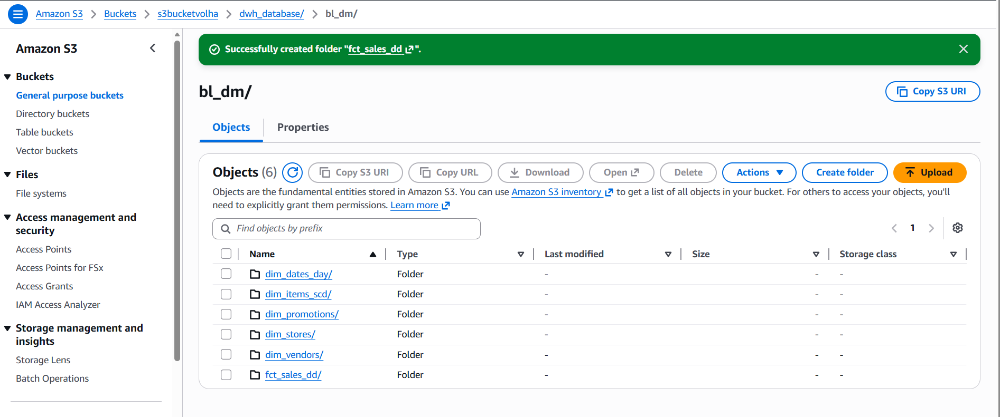 Amazon S3 > Buckets > s3bucketvolha > dwh_database/ > bl_dm/
Amazon S3
Buckets
General purpose buckets
Directory buckets
Table buckets
Vector buckets
Files
File systems
Access management and
security
Access Points
Access Points for FSx
Access Grants
IAM Access Analyzer
Storage management and
insights
Storage Lens
Batch Operations
Successfully created folder "fct_sales_dd".
bl_dm/
Copy S3 URI
Objects Properties
Objects (6) Copy S3 URI Copy URL Download Open Delete Actions Create folder Upload
Objects are the fundamental entities stored in Amazon S3. You can use Amazon S3 inventory to get a list of all objects in your bucket. For others to access your objects, you'll
need to explicitly grant them permissions. Learn more
Find objects by prefix
1
Name Type Last modified Size Storage class
dim_dates_day/ Folder - - -
dim_items_scd/ Folder - - -
dim_promotions/ Folder - - -
dim_stores/ Folder - - -
dim_vendors/ Folder - - -
fct_sales_dd/ Folder - - -